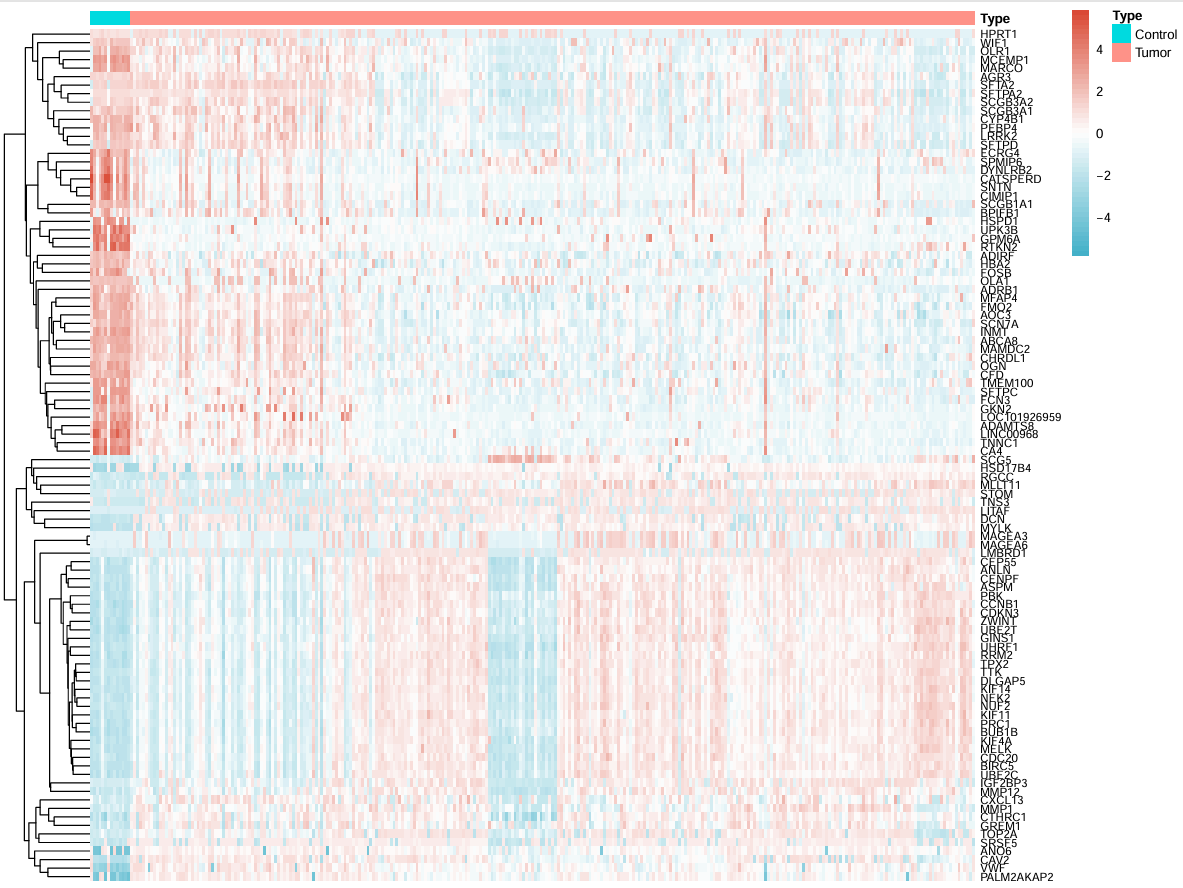 Type
HPRT1
WIF1
OLR1
MCEMP1
MARCO
AGR3
SFTA2
SFTPA2
SCGB3A2
SCGB3A1
CYP4B1
PEBP4
LRRK2
SFTPD
ECRG4
SPMIP6
DYNLRB2
CATSPERD
SNTN
CIMIP1
SCGB1A1
BPIFB1
HSPD1
UPK3B
GPM6A
RTKN2
ADIRF
HBA2
FOSB
OLA1
ADRB1
MFAP4
FMO2
AOC3
SCN7A
INMT
ABCA8
MAMDC2
CHRDL1
OGN
CFD
TMEM100
SFTPC
FCN3
GKN2
LOC101926959
ADAMTS8
LINC00968
TNNC1
CA4
SCG5
HSD17B4
RGCC
MLLT11
STOM
TNS3
LITAF
DCN
MYLK
MAGEA3
MAGEA6
LMBRD1
CEP55
ANLN
CENPF
ASPM
PBK
CCNB1
CDKN3
ZWINT
UBE2T
GINS1
UHRF1
RRM2
TPX2
TTK
DLGAP5
KIF14
NEK2
NUF2
KIF11
PRC1
BUB1B
KIF4A
MELK
CDC20
BIRC5
UBE2C
IGF2BP3
MMP12
CXCL13
MMP1
CTHRC1
GREM1
TOP2A
SRSF5
ANO6
CAV2
VWF
PALM2AKAP2
4
2
0
−2
−4
Type
Control
Tumor